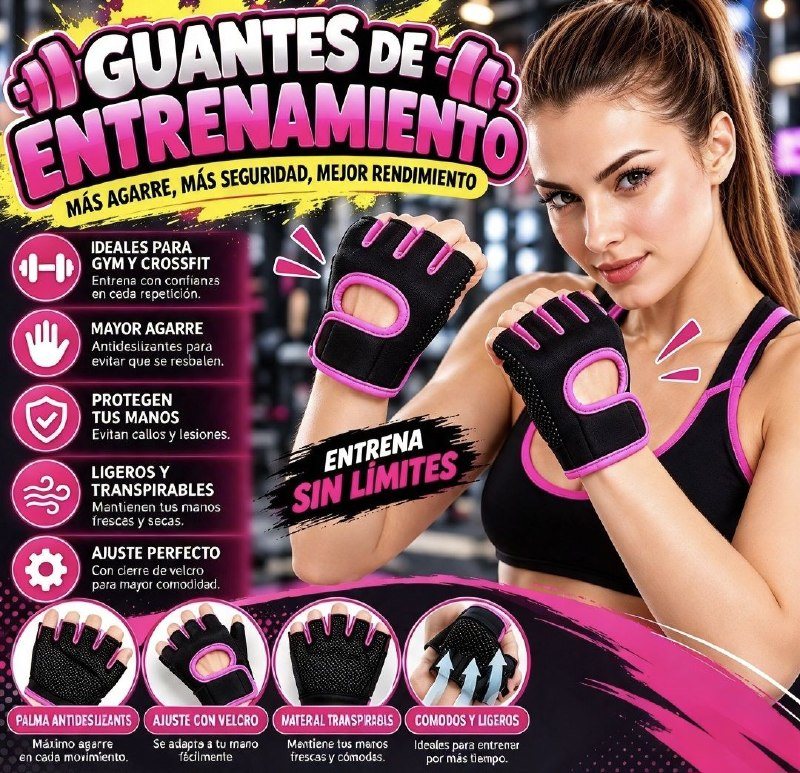 GUANTES DE
ENTRENAMIENTO
MÁS AGARRE, MÁS SEGURIDAD, MEJOR RENDIMIENTO
IDEALES PARA
GYM Y CROSSFIT
Entrena con confianza
en ceda repetición.
MAYOR AGARRE
Antideslizantes para
evitar que se resbalen.
PROTEGEN
TUS MANOS
Evitan callos y lesiones.
LIGEROS Y
TRANSPIRABLES
Mantienen tus manos
frescas y secas.
AJUSTE PERFECTO
Con cierre de velcro
para mayor comodidad.
ENTRENA
SIN LÍMITES
PALMA ANTIDESLIZANTS
Máximo agarre
en cada movimiento.
AJUSTE CON VELCRO
Se adapta a tu mano
fácilmente
MATERAL TRANSPIRABLS
Mantiene tus manos
frescas y cómodas.
COMODOS Y LIGEROS
Ideales para entrenar
por más tiempo.